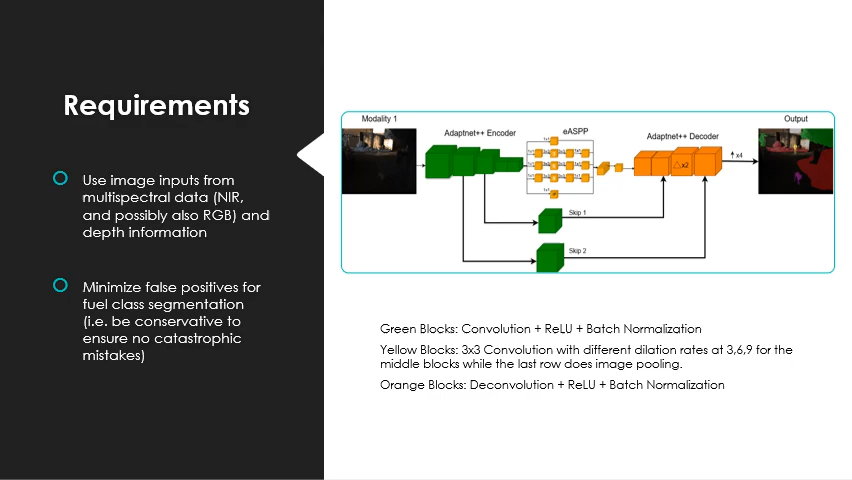 Requirements
Use image inputs from
multispectral data (NIR,
and possibly also RGB) and
depth information
Minimize false positives for
fuel class segmentation
(i.e. be conservative to
ensure no catastrophic
mistakes)
Modality 1
Adaptnet++ Encoder
eASPP
Adaptnet++ Decoder
Output
x2
x4
Skip 1
Skip 2
Green Blocks: Convolution + ReLU + Batch Normalization
Yellow Blocks: 3x3 Convolution with different dilation rates at 3,6,9 for the
middle blocks while the last row does image pooling.
Orange Blocks: Deconvolution + ReLU + Batch Normalization